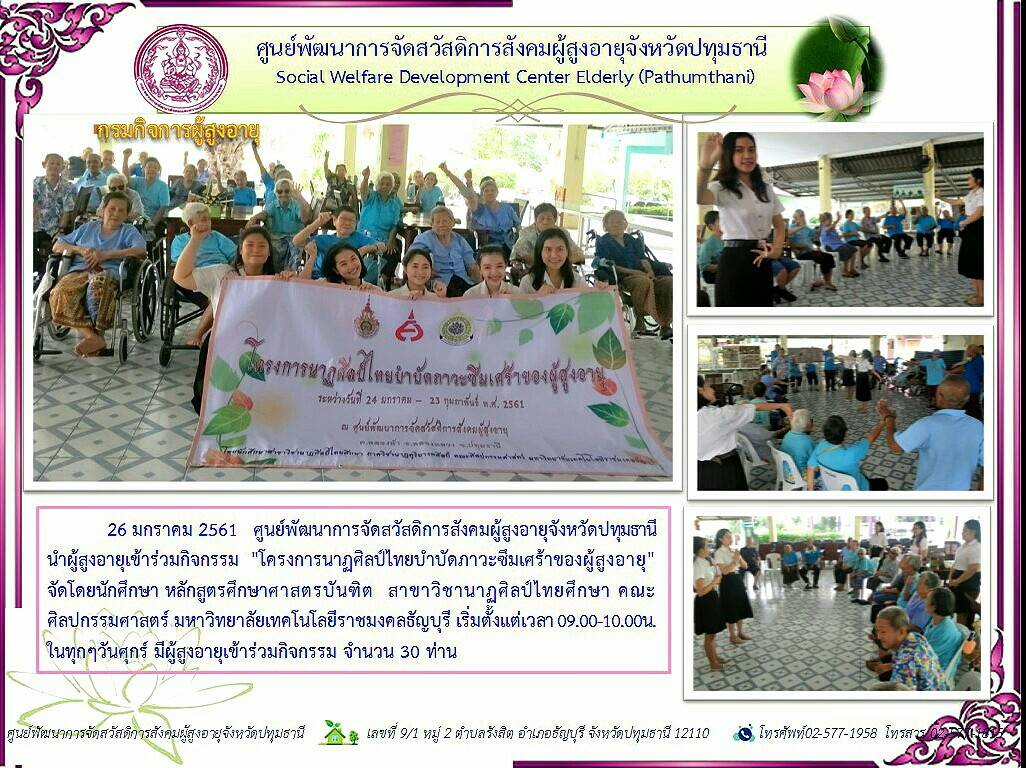 ศูนย์พัฒนาการจัดสวัสดิการสังคมผู้สูงอายุจังหวัดปทุมธานี
Social Welfare Development Center Elderly (Pathumthani)
กรมกิจการผู้สูงอายุ
โครงการนาฏศิลป์ไทยบำบัดภาวะซึมเศร้าของผู้สูงอายุ
ระหว่างวันที่ 24 มกราคม – 23 กุมภาพันธ์ พ.ศ. 2561
ณ ศูนย์พัฒนาการจัดสวัสดิการสังคมผู้สูงอายุ
26 มกราคม 2561 ศูนย์พัฒนาการจัดสวัสดิการสังคมผู้สูงอายุจังหวัดปทุมธานี
นำผู้สูงอายุเข้าร่วมกิจกรรม "โครงการนาฏศิลป์ไทยบำบัดภาวะซึมเศร้าของผู้สูงอายุ"
จัดโดยนักศึกษา หลักสูตรศึกษาศาสตรบันฑิต สาขาวิชานาฏศิลป์ไทยศึกษา คณะ
ศิลปกรรมศาสตร์ มหาวิทยาลัยเทคโนโลยีราชมงคลธัญบุรี เริ่มตั้งแต่เวลา 09.00-10.00น.
ในทุกๆวันศุกร์ มีผู้สูงอายุเข้าร่วมกิจกรรม จำนวน 30 ท่าน
ศูนย์พัฒนาการจัดสวัสดิการสังคมผู้สูงอายุจังหวัดปทุมธานี เลขที่ 9/1 หมู่ 2 ตำบลรังสิต อำเภอธัญบุรี จังหวัดปทุมธานี 12110 โทรศัพท์02-577-1958 โทรสาร